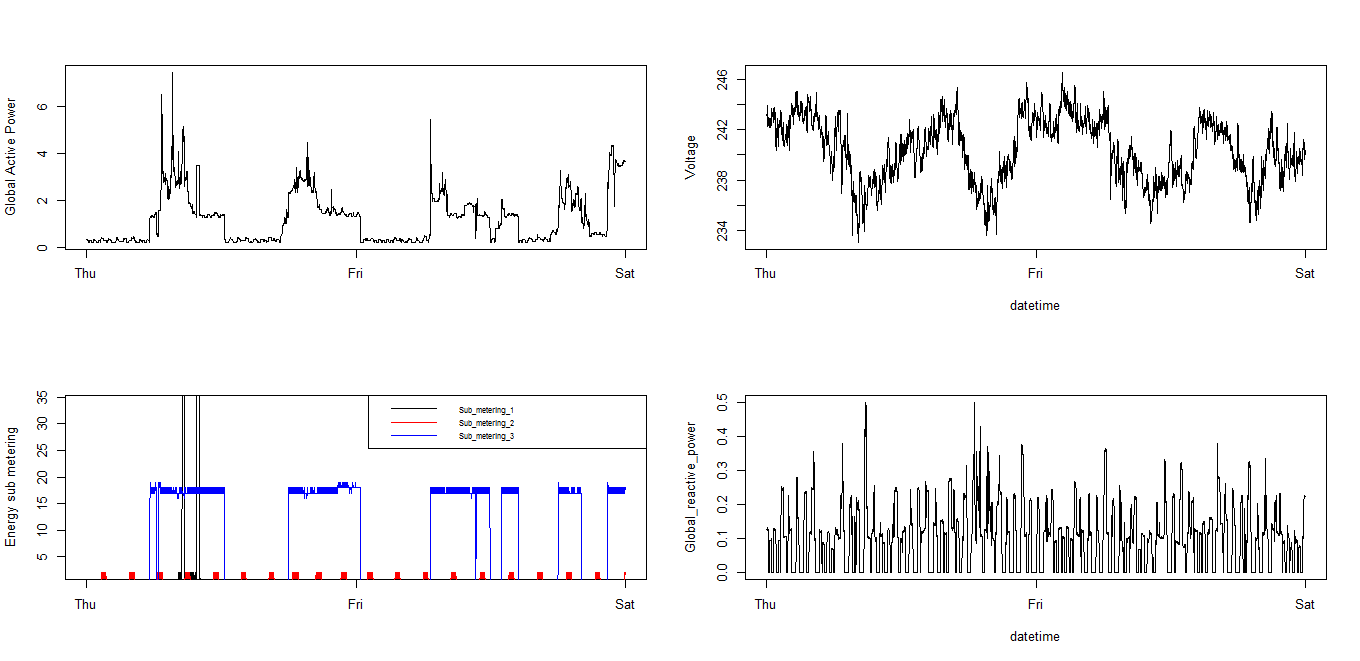 Global Active Power
0
2
4
6
Thu
Fri
Sat
Voltage
234
238
242
246
Thu
Fri
Sat
datetime
Energy sub metering
5
10
15
20
25
30
35
Sub_metering_1
Sub_metering_2
Sub_metering_3
Thu
Fri
Sat
Global_reactive_power
0.0
0.1
0.2
0.3
0.4
0.5
Thu
Fri
Sat
datetime